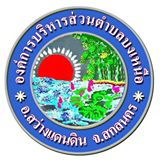 องค์การบริหารส่วนตำบลบงเหนือ
อ.สว่างแดนดิน จ.สกลนคร